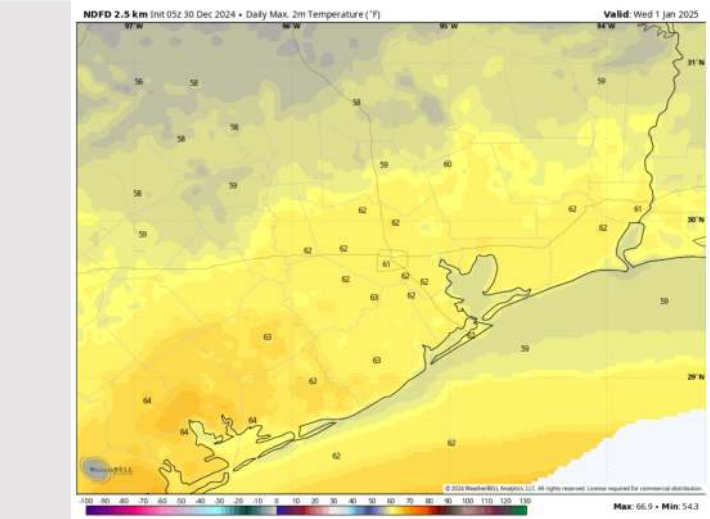 NDFD 2.5 km Init 05z 30 Dec 2024 • Daily Max. 2m Temperature (°F)
Valid: Wed 1 Jan 2025
97°W 96°W 95°W 94°W
31°N
56 58 59
58
58 58
59 60
58 59
62 62 61
59 62 62
30°N
62 62
61
62 62 62
63 62
59
62
63 59
63
62
29°N
64 64
64
62 62
WEATHERBELL
© 2024 WeatherBELL Analytics, LLC. All rights reserved. License required for commercial distribution.
-100 -90 -80 -70 -60 -50 -40 -30 -20 -10 0 10 20 30 40 50 60 70 80 90 100 110 120 130
Max: 66.9 • Min: 54.3